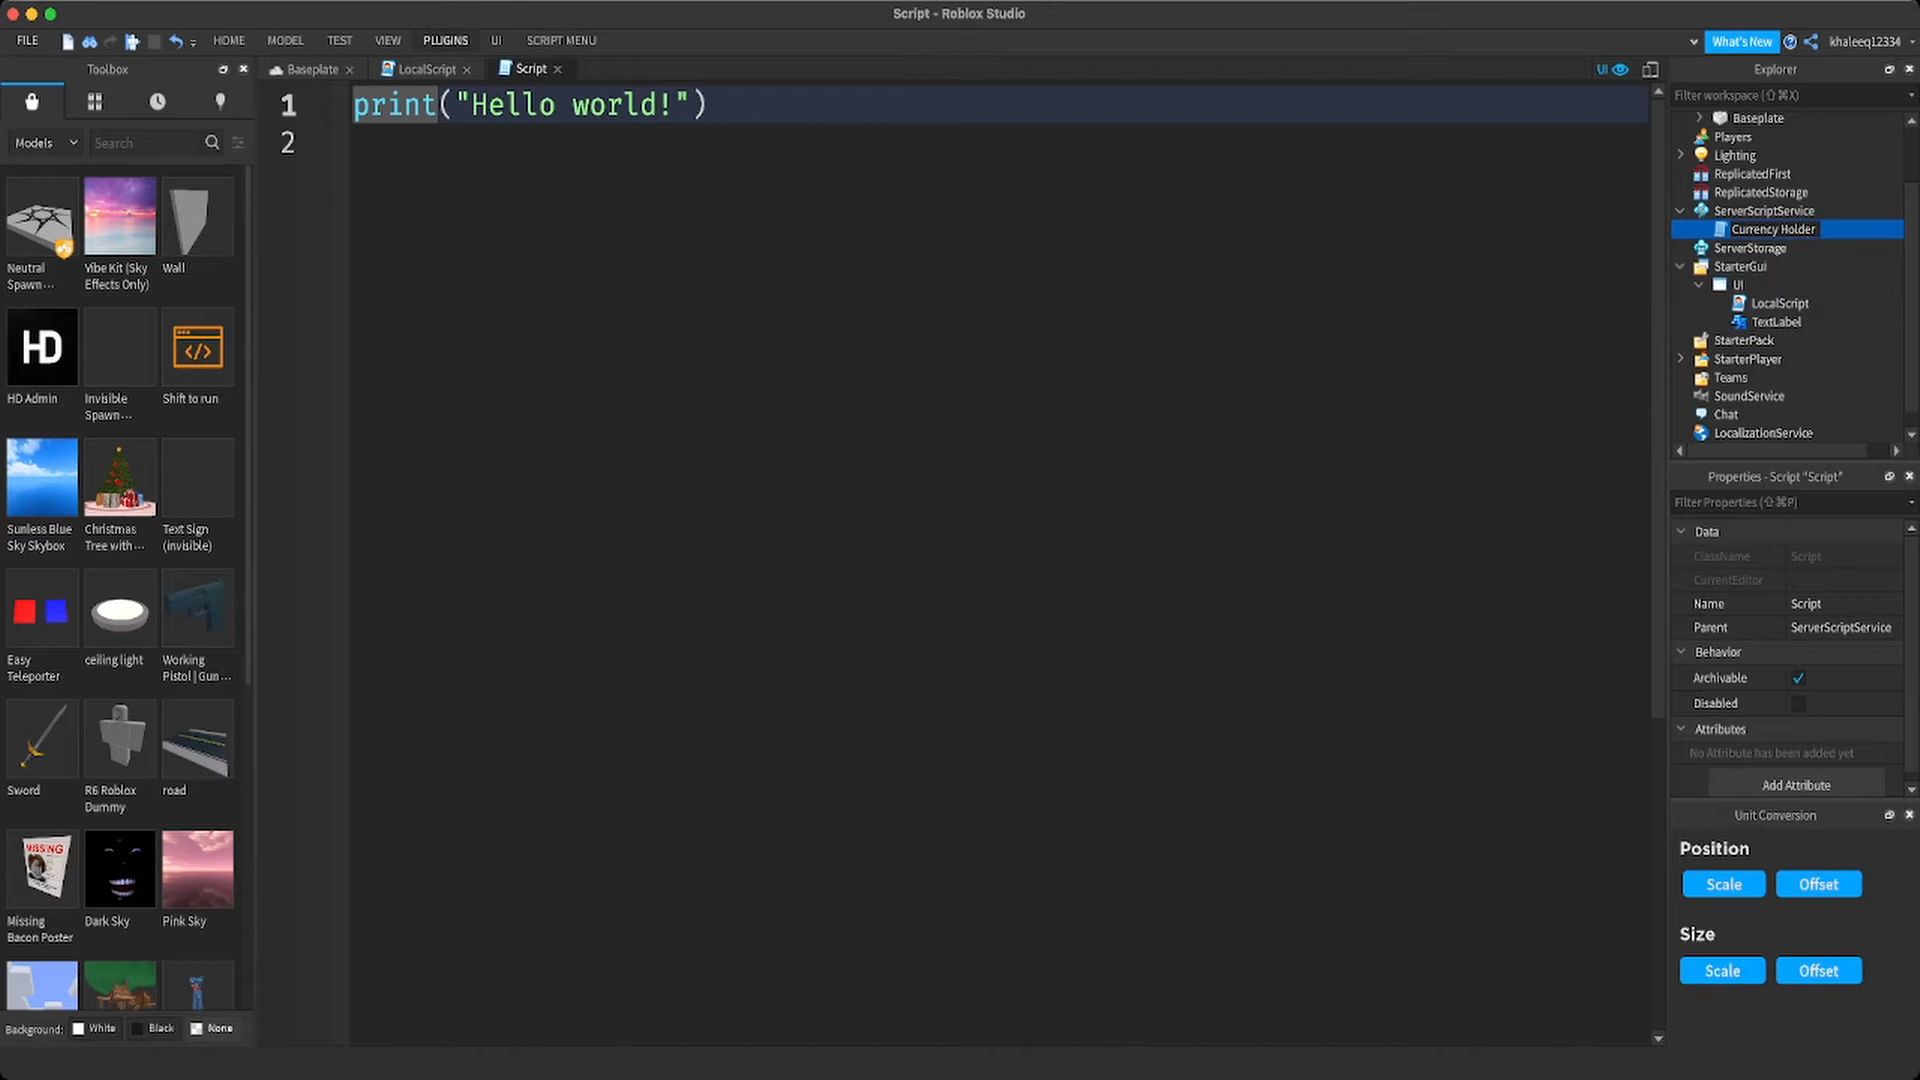 Script - Roblox Studio
FILE
HOME
MODEL
TEST
VIEW
PLUGINS
UI
SCRIPT MENU
What's New
khaleeq12334
Toolbox
Baseplate
LocalScript
Script
UI
Explorer
Models
Search
Neutral
Spawn...
Vibe Kit (Sky
Effects Only)
Wall
HD
HD Admin
Invisible
Spawn...
Shift to run
Sunless Blue
Sky Skybox
Christmas
Tree with...
Text Sign
(invisible)
Easy
Teleporter
ceiling light
Working
Pistol | Gun...
Sword
R6 Roblox
Dummy
road
MISSING
Missing
Bacon Poster
Dark Sky
Pink Sky
Background:
White
Black
None
1 print("Hello world!")
2
Filter workspace (⇧⌘X)
Baseplate
Players
Lighting
ReplicatedFirst
ReplicatedStorage
ServerScriptService
Currency Holder
ServerStorage
StarterGui
UI
LocalScript
TextLabel
StarterPack
StarterPlayer
Teams
SoundService
Chat
LocalizationService
Properties - Script "Script"
Filter Properties (⇧⌘P)
Data
ClassName Script
CurrentEditor
Name Script
Parent ServerScriptService
Behavior
Archivable
Disabled
Attributes
No Attribute has been added yet
Add Attribute
Unit Conversion
Position
Scale
Offset
Size
Scale
Offset